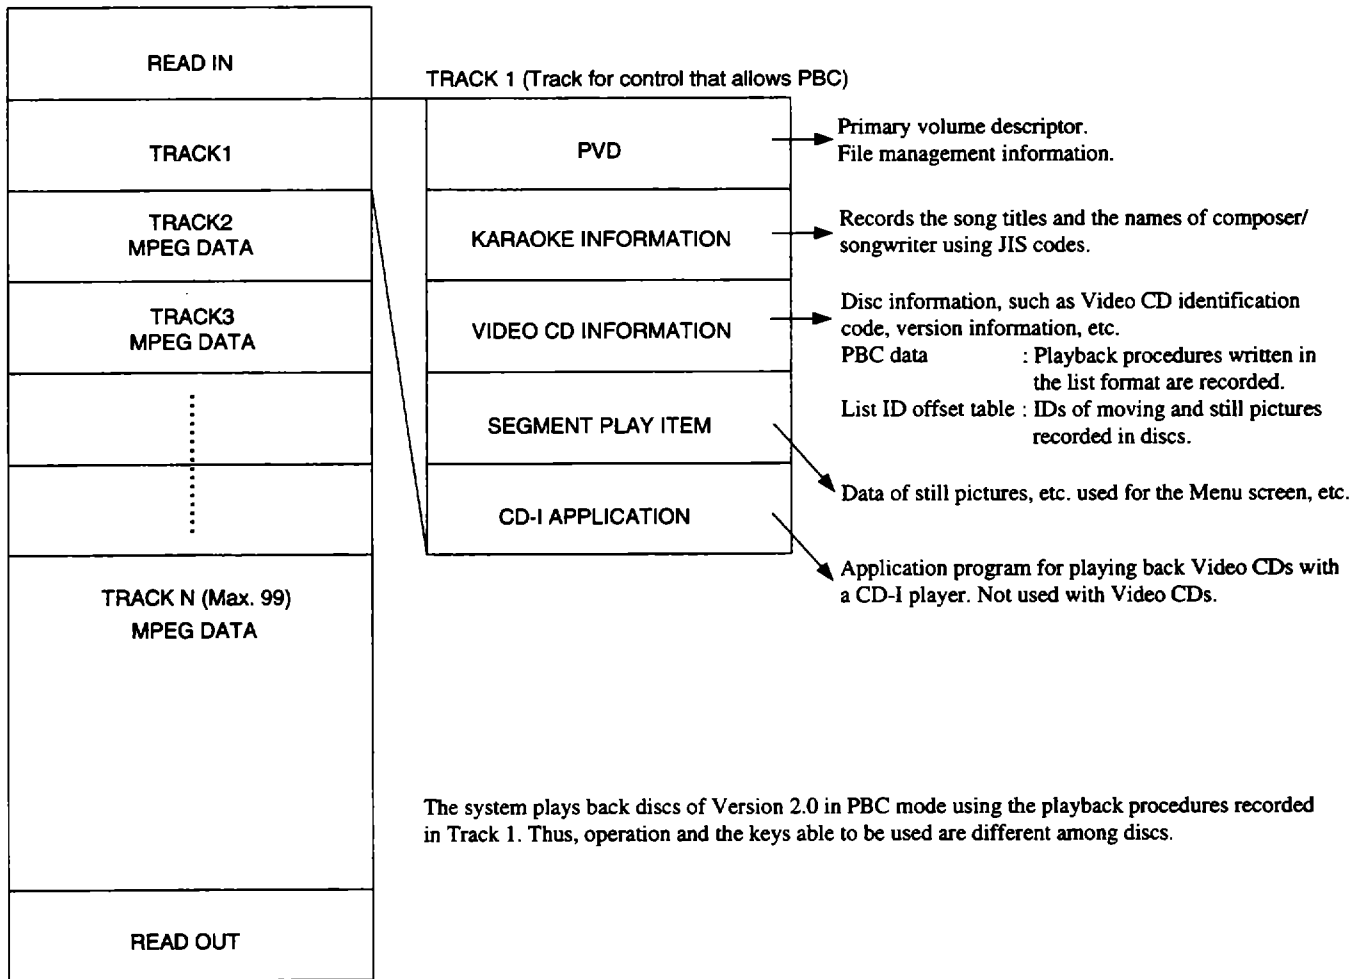 READ IN
TRACK1
TRACK2
MPEG DATA
TRACK3
MPEG DATA
TRACK N (Max. 99)
MPEG DATA
READ OUT
TRACK 1 (Track for control that allows PBC)
PVD
KARAOKE INFORMATION
VIDEO CD INFORMATION
SEGMENT PLAY ITEM
CD-I APPLICATION
Primary volume descriptor.
File management information.
Records the song titles and the names of composer/
songwriter using JIS codes.
Disc information, such as Video CD identification
code, version information, etc.
PBC data : Playback procedures written in
the list format are recorded.
List ID offset table : IDs of moving and still pictures
recorded in discs.
Data of still pictures, etc. used for the Menu screen, etc.
Application program for playing back Video CDs with
a CD-I player. Not used with Video CDs.
The system plays back discs of Version 2.0 in PBC mode using the playback procedures recorded
in Track 1. Thus, operation and the keys able to be used are different among discs.